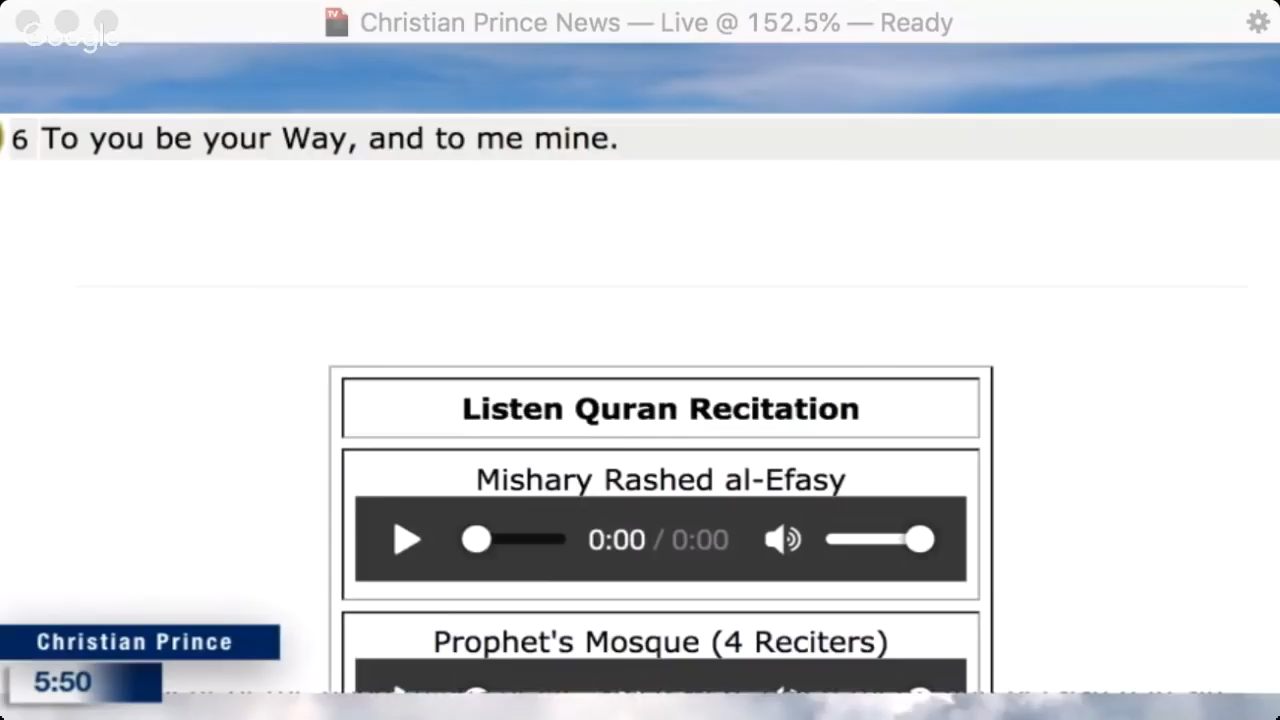 Christian Prince News — Live @ 152.5% — Ready
Google
6 To you be your Way, and to me mine.
Listen Quran Recitation
Mishary Rashed al-Efasy
0:00 / 0:00
Prophet's Mosque (4 Reciters)
Christian Prince
5:50